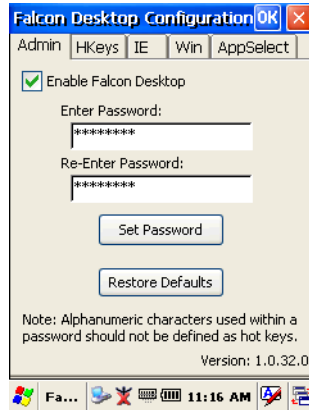 Falcon Desktop Configuration OK
Admin HKeys IE Win AppSelect
Enable Falcon Desktop
Enter Password:
********
Re-Enter Password:
********
Set Password
Restore Defaults
Note: Alphanumeric characters used within a
password should not be defined as hot keys.
Version: 1.0.32.0
Fa... 11:16 AM